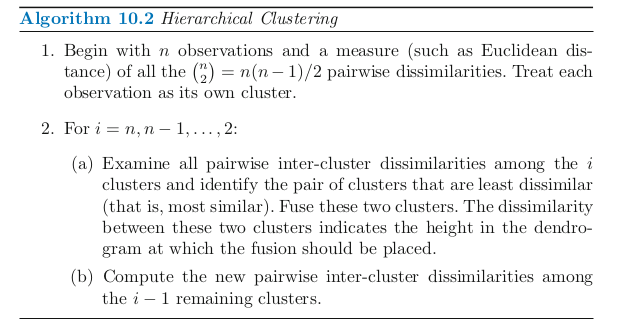 Algorithm 10.2 Hierarchical Clustering
1. Begin with n observations and a measure (such as Euclidean dis-
tance) of all the (n 2) = n(n − 1)/2 pairwise dissimilarities. Treat each
observation as its own cluster.
2. For i = n, n − 1, . . . , 2:
(a) Examine all pairwise inter-cluster dissimilarities among the i
clusters and identify the pair of clusters that are least dissimilar
(that is, most similar). Fuse these two clusters. The dissimilarity
between these two clusters indicates the height in the dendro-
gram at which the fusion should be placed.
(b) Compute the new pairwise inter-cluster dissimilarities among
the i − 1 remaining clusters.